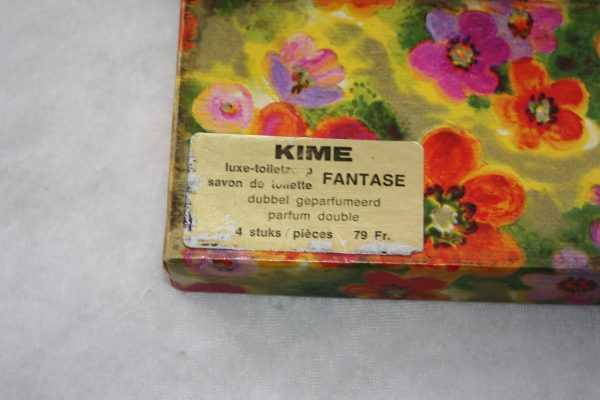 KIME
FANTASE
savon de toilette
dubbel geparfumeerd
parfum double
4 stuks / pièces 79 Fr.